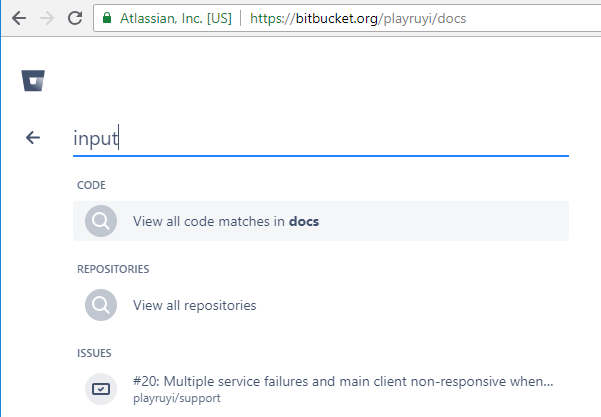 Atlassian, Inc. [US] | https://bitbucket.org/playruyi/docs
input
CODE
View all code matches in docs
REPOSITORIES
View all repositories
ISSUES
#20: Multiple service failures and main client non-responsive when...
playruyi/support